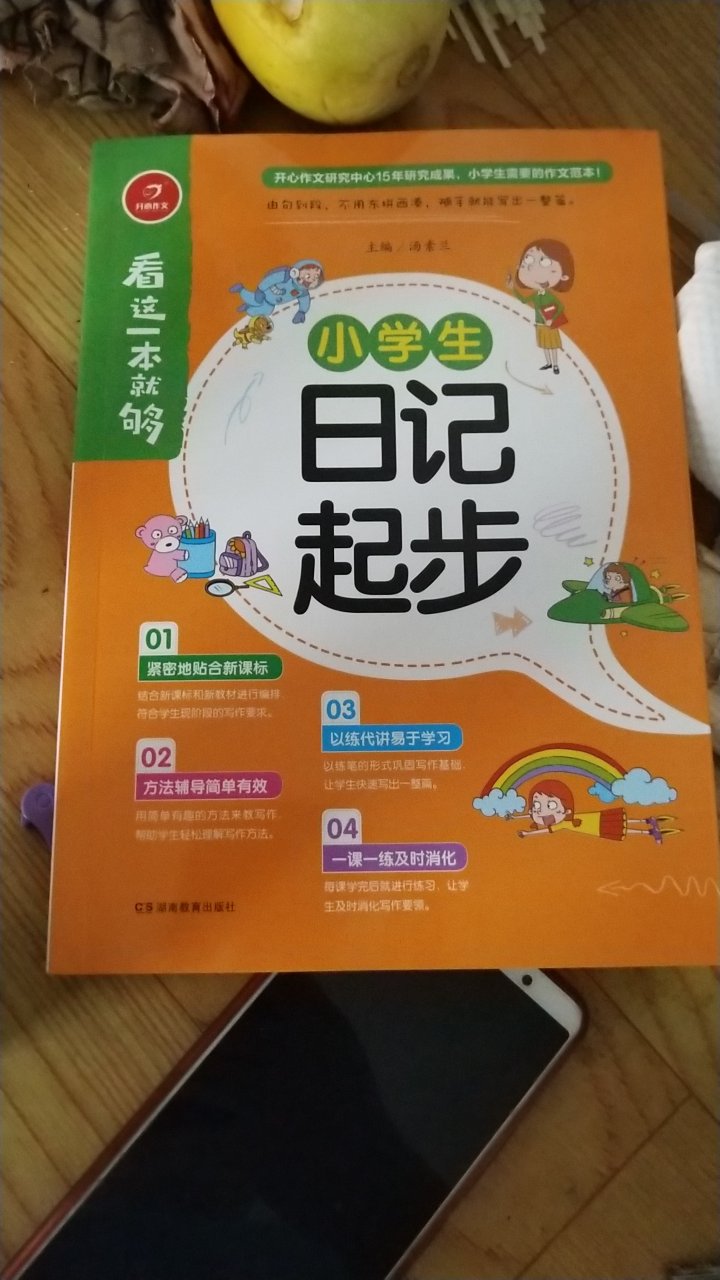 开心作文研究中心15年研究成果，小学生需要的作文范本！
由句到段，不用东拼西凑，随手就能写出一整篇。
主编／汤素兰
开心作文
看这一本就够
小学生
日记
起步
01
紧密地贴合新课标
结合新课标和新教材进行编排，
符合学生现阶段的写作要求。
02
方法辅导简单有效
用简单有趣的方法来教写作
帮助学生轻松理解写作方法。
03
以练代讲易于学习
以练笔的形式巩固写作基础，
让学生快速写出一整篇。
04
一课一练及时消化
每课学完后就进行练习，让学
生及时消化写作要领。
CS 湖南教育出版社